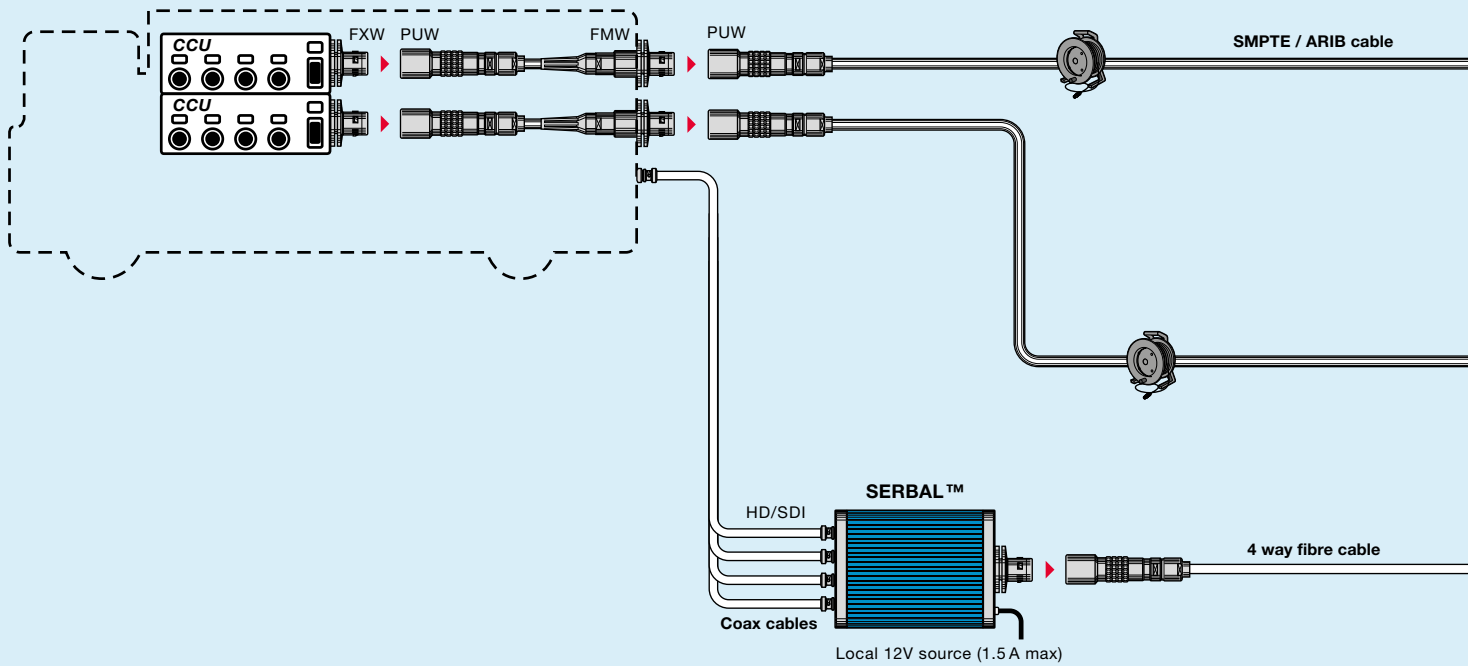 CCU
FXW
PUW
FMW
PUW
SMPTE / ARIB cable
CCU
SERBAL™
HD/SDI
4 way fibre cable
Coax cables
Local 12V source (1.5 A max)